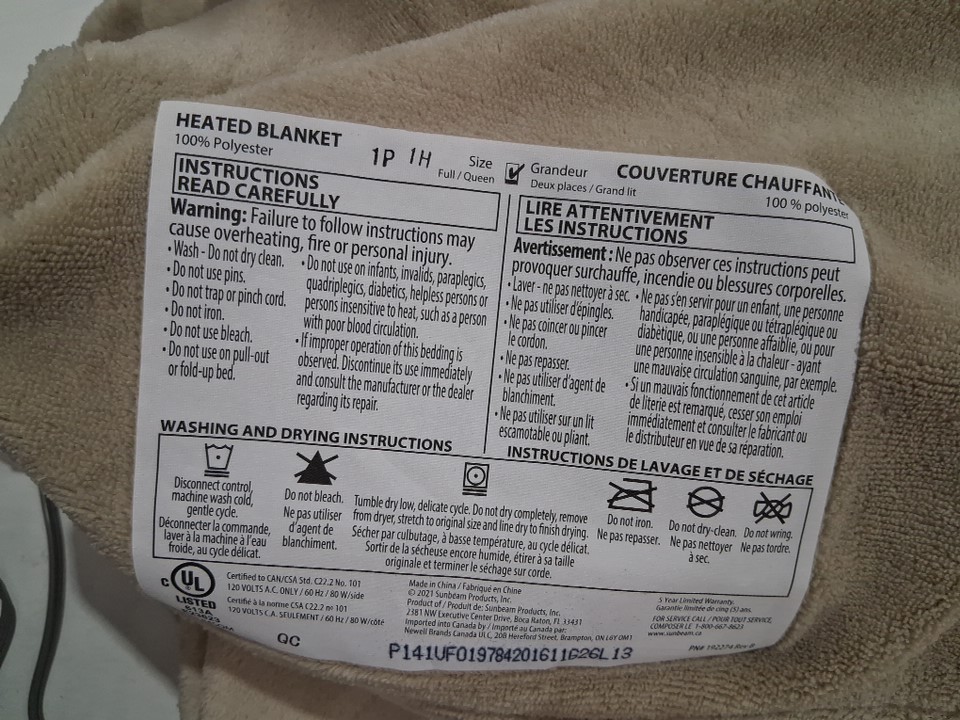 HEATED BLANKET
100% Polyester
1P 1H
Size
Full / Queen
Grandeur
Deux places / Grand lit
COUVERTURE CHAUFFANTE
100 % polyester
INSTRUCTIONS
READ CAREFULLY
Warning: Failure to follow instructions may
cause overheating, fire or personal injury.
• Wash - Do not dry clean.
• Do not use pins.
• Do not trap or pinch cord.
• Do not iron.
• Do not use bleach.
• Do not use on pull-out
or fold-up bed.
• Do not use on infants, invalids, paraplegics,
quadriplegics, diabetics, helpless persons or
persons insensitive to heat, such as a person
with poor blood circulation.
• If improper operation of this bedding is
observed. Discontinue its use immediately
and consult the manufacturer or the dealer
regarding its repair.
LIRE ATTENTIVEMENT
LES INSTRUCTIONS
Avertissement : Ne pas observer ces instructions peut
provoquer surchauffe, incendie ou blessures corporelles.
• Laver - ne pas nettoyer à sec.
• Ne pas utiliser d'épingles.
• Ne pas coincer ou pincer
le cordon.
• Ne pas repasser.
• Ne pas utiliser d'agent de
blanchiment.
• Ne pas utiliser sur un lit
escamotable ou pliant.
• Ne pas s'en servir pour un enfant, une personne
handicapée, paraplégique ou tétraplégique ou
diabétique, ou une personne affaiblie, ou pour
une personne insensible à la chaleur - ayant
une mauvaise circulation sanguine, par exemple.
• Si un mauvais fonctionnement de cet article
de literie est remarqué, cesser son emploi
immédiatement et consulter le fabricant ou
le distributeur en vue de sa réparation.
WASHING AND DRYING INSTRUCTIONS
INSTRUCTIONS DE LAVAGE ET DE SÉCHAGE
Disconnect control,
machine wash cold,
gentle cycle.
Déconnecter la commande,
laver à la machine à l'eau
froide, au cycle délicat.
Do not bleach.
Ne pas utiliser
d'agent de
blanchiment.
Tumble dry low, delicate cycle. Do not dry completely, remove
from dryer, stretch to original size and line dry to finish drying.
Sécher par culbutage, à basse température, au cycle délicat.
Sortir de la sécheuse encore humide, étirer à sa taille
originale et terminer le séchage sur corde.
Do not iron.
Ne pas repasser.
Do not dry-clean.
Ne pas nettoyer
à sec.
Do not wring.
Ne pas tordre.
C UL
LISTED
613A
Certified to CAN/CSA Std. C22.2 No. 101
120 VOLTS A.C. ONLY / 60 Hz / 80 W/side
Certifié à la norme CSA C22.2 nº 101
120 VOLTS C.A. SEULEMENT / 60 Hz / 80 W/côté
QC
Made in China / Fabriqué en Chine
© 2021 Sunbeam Products, Inc.
Product of / Produit de: Sunbeam Products, Inc.
2381 NW Executive Center Drive, Boca Raton, FL 33431
Imported into Canada by / Importé au Canada par:
Newell Brands Canada ULC, 20B Hereford Street, Brampton, ON L6Y 0M1
5 Year Limited Warranty.
Garantie limitée de cinq (5) ans.
FOR SERVICE CALL / POUR TOUT SERVICE,
COMPOSER LE 1-800-667-8623
www.sunbeam.ca
PN# 192274 Rev B
P141UF019784201611G26L13